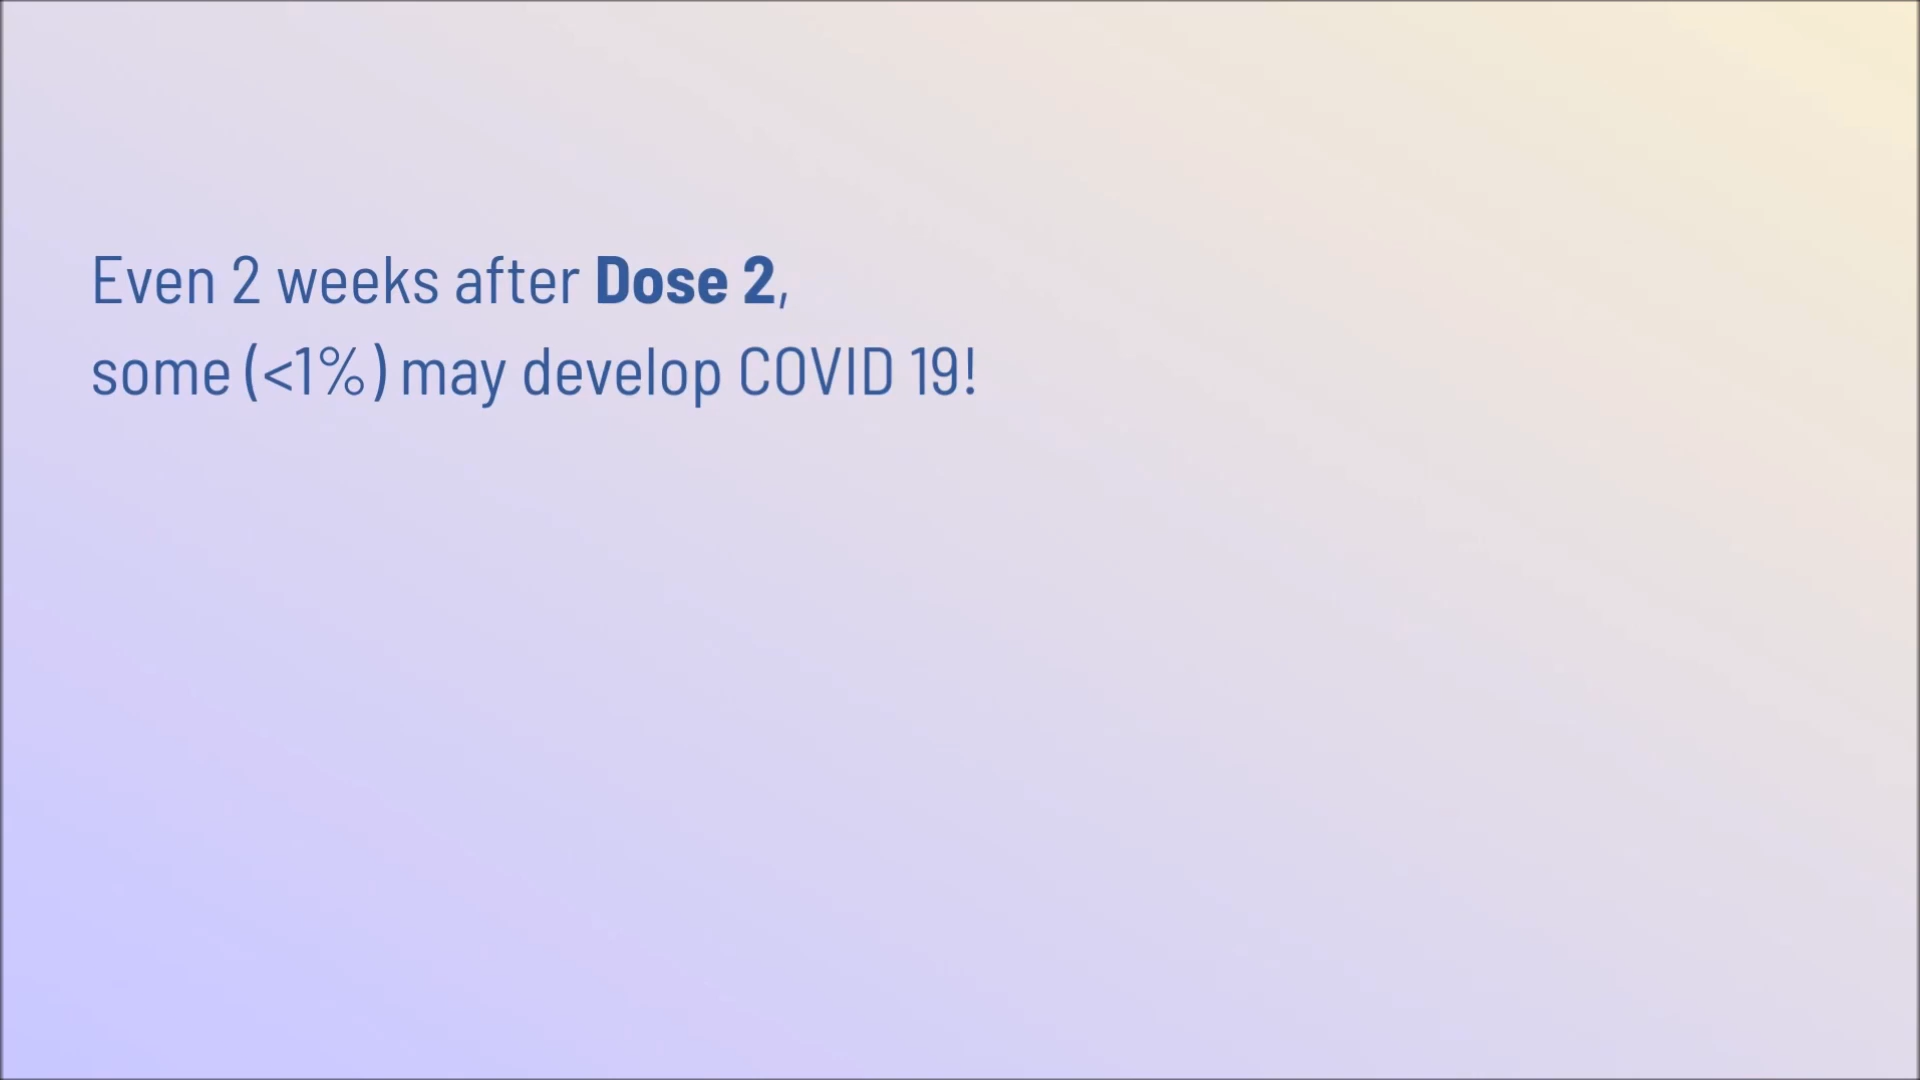 Even 2 weeks after Dose 2,
some (<1%) may develop COVID 19!